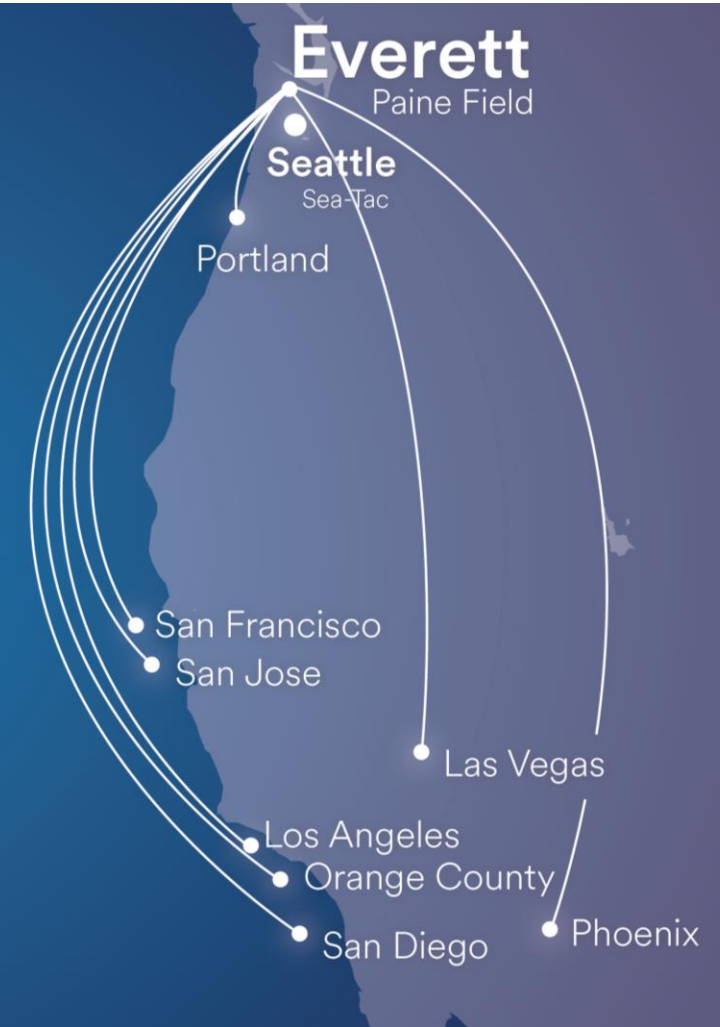 Everett
Paine Field
Seattle
Sea-Tac
Portland
San Francisco
San Jose
Las Vegas
Los Angeles
Orange County
San Diego
Phoenix